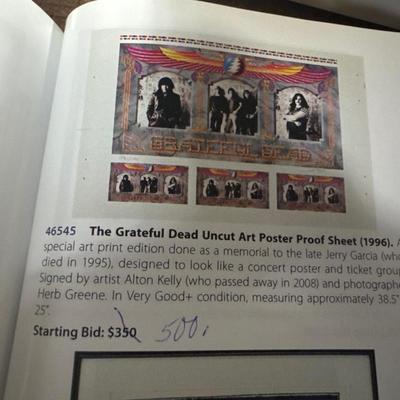 GRATEFUL DEAD
46545 The Grateful Dead Uncut Art Poster Proof Sheet (1996). A
special art print edition done as a memorial to the late Jerry Garcia (who
died in 1995), designed to look like a concert poster and ticket group
Signed by artist Alton Kelly (who passed away in 2008) and photographe
Herb Greene. In Very Good+ condition, measuring approximately 38.5"
25".
Starting Bid: $350 500.